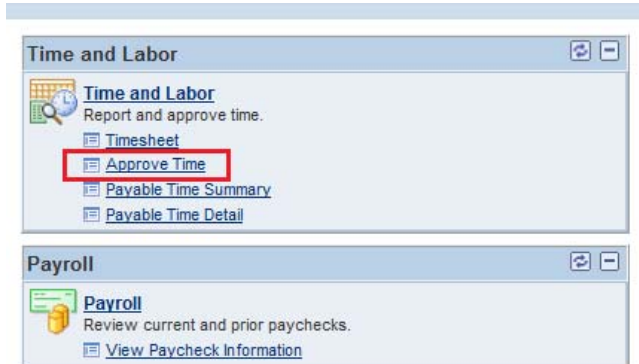 Time and Labor
Time and Labor
Report and approve time.
Timesheet
Approve Time
Payable Time Summary
Payable Time Detail
Payroll
Payroll
Review current and prior paychecks.
View Paycheck Information